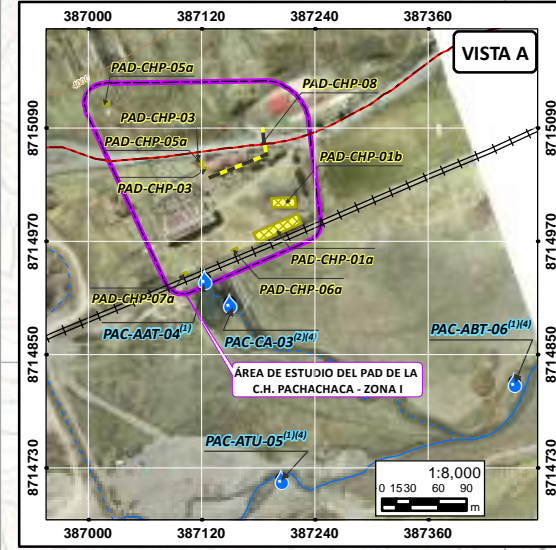 387000 387120 387240 387360
VISTA A
PAD-CHP-05a
PAD-CHP-08
PAD-CHP-03
PAD-CHP-05a
PAD-CHP-03
PAD-CHP-01b
PAD-CHP-01a
PAD-CHP-06a
PAD-CHP-07a
PAC-AAT-04(1)
PAC-CA-03(2)(4)
PAC-ABT-06(1)(4)
ÁREA DE ESTUDIO DEL PAD DE LA
C.H. PACHACHACA - ZONA I
PAC-ATU-05(1)(4)
1:8,000
0 1530 60 90
m
8715090
8714970
8714850
8714730
8715090
8714970
8714850
8714730
387000 387120 387240 387360